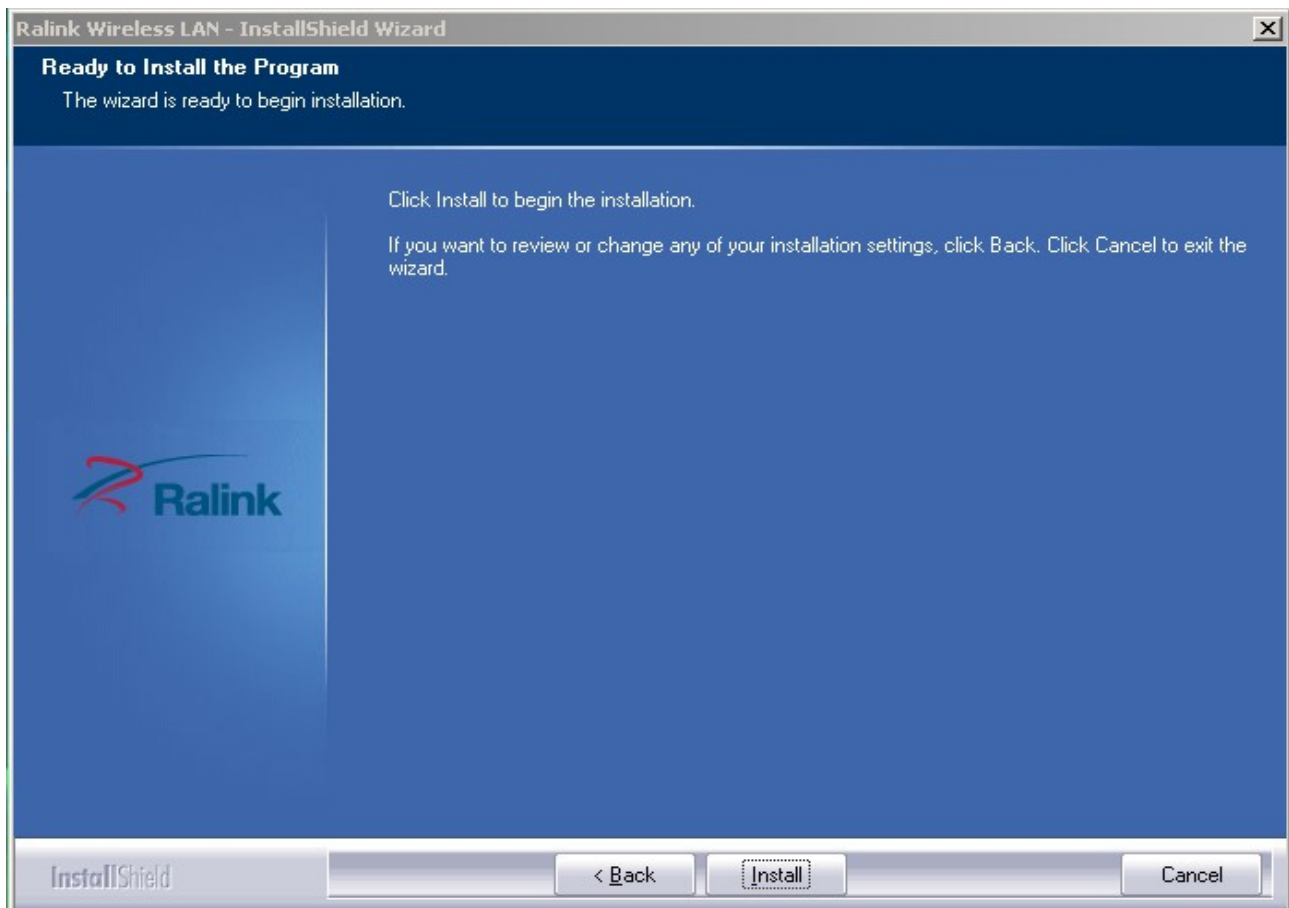 Ralink Wireless LAN - InstallShield Wizard
Ready to Install the Program
The wizard is ready to begin installation.
Click Install to begin the installation.
If you want to review or change any of your installation settings, click Back. Click Cancel to exit the
wizard.
Ralink
InstallShield
< Back
Install
Cancel